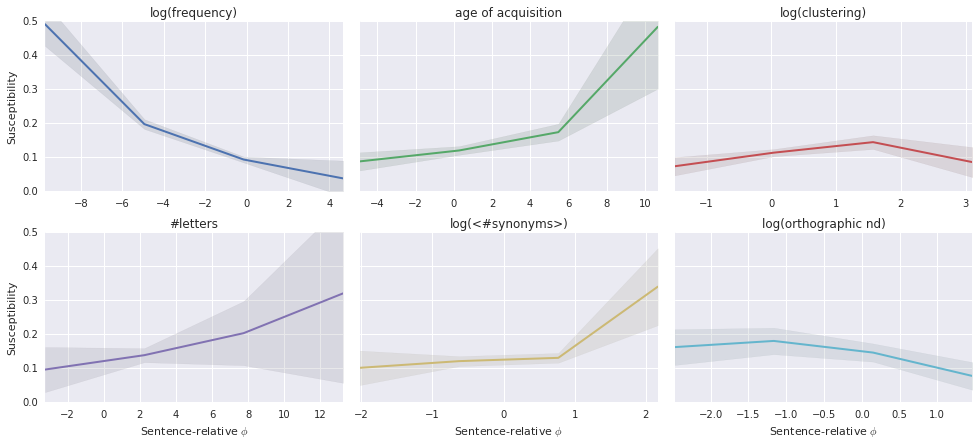 log(frequency)
age of acquisition
log(clustering)
Susceptibility
0.5
0.4
0.3
0.2
0.1
0.0
−8 −6 −4 −2 0 2 4
−4 −2 0 2 4 6 8 10
−1 0 1 2 3
#letters
log(<#synonyms>)
log(orthographic nd)
Susceptibility
0.5
0.4
0.3
0.2
0.1
0.0
−2 0 2 4 6 8 10 12
−2 −1 0 1 2
−2.0 −1.5 −1.0 −0.5 0.0 0.5 1.0
Sentence-relative ϕ
Sentence-relative ϕ
Sentence-relative ϕ